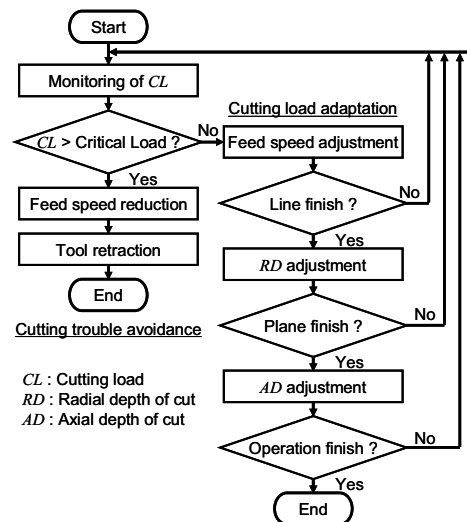 Start
Monitoring of CL
CL > Critical Load ?
No
Yes
Feed speed reduction
Tool retraction
End
Cutting trouble avoidance
CL : Cutting load
RD : Radial depth of cut
AD : Axial depth of cut
Cutting load adaptation
Feed speed adjustment
Line finish ?
No
Yes
RD adjustment
Plane finish ?
No
Yes
AD adjustment
Operation finish ?
No
Yes
End